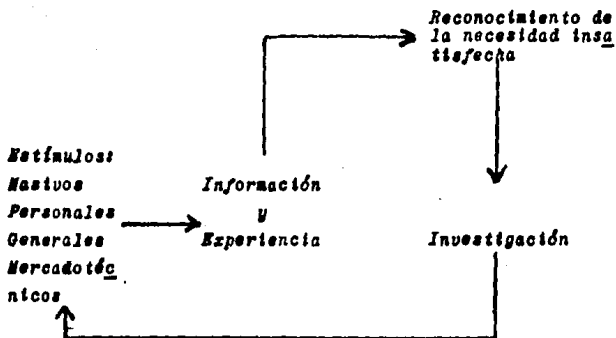 Reconocimiento de
la necesidad insa
tisfecha
Estímulos:
Masivos
Personales
Generales
Mercadotéc
nicos
Información
y
Experiencia
Investigación